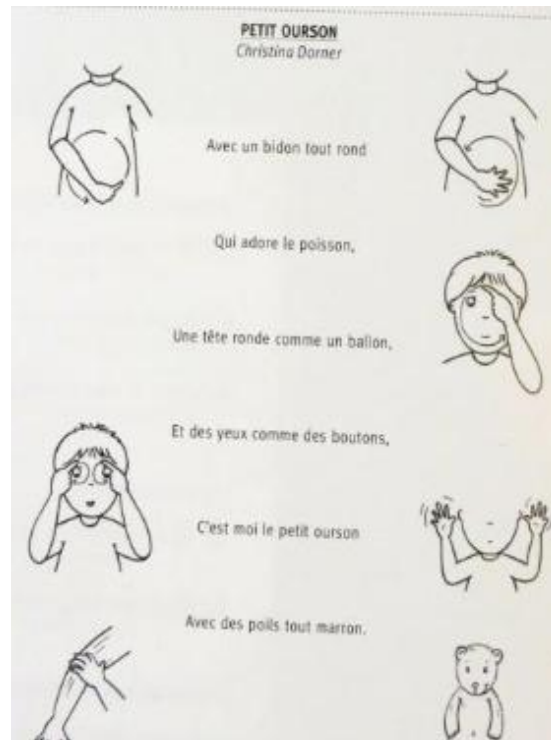 PETIT OURSON
Christina Dorner
Avec un bidon tout rond
Qui adore le poisson,
Une tête ronde comme un ballon,
Et des yeux comme des boutons,
C'est moi le petit ourson
Avec des poils tout marron.